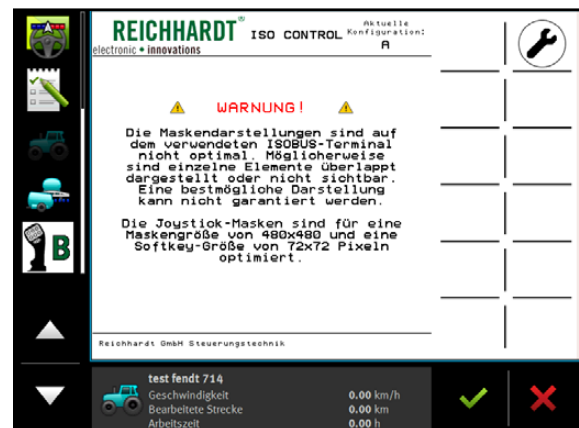 REICHHARDT®
electronic • innovations
ISO CONTROL
Aktuelle
Konfiguration:
A
WARNUNG!
Die Maskendarstellungen sind auf
dem verwendeten ISOBUS-Terminal
nicht optimal. Möglicherweise
sind einzelne Elemente überlappt
dargestellt oder nicht sichtbar.
Eine bestmögliche Darstellung
kann nicht garantiert werden.
Die Joystick-Masken sind für eine
Maskengröße von 480x480 und eine
Softkey-Größe von 72x72 Pixeln
optimiert.
B
Reichhardt GmbH Steuerungstechnik
test fendt 714
Geschwindigkeit 0.00 km/h
Bearbeitete Strecke 0.00 km
Arbeitszeit 0.00 h